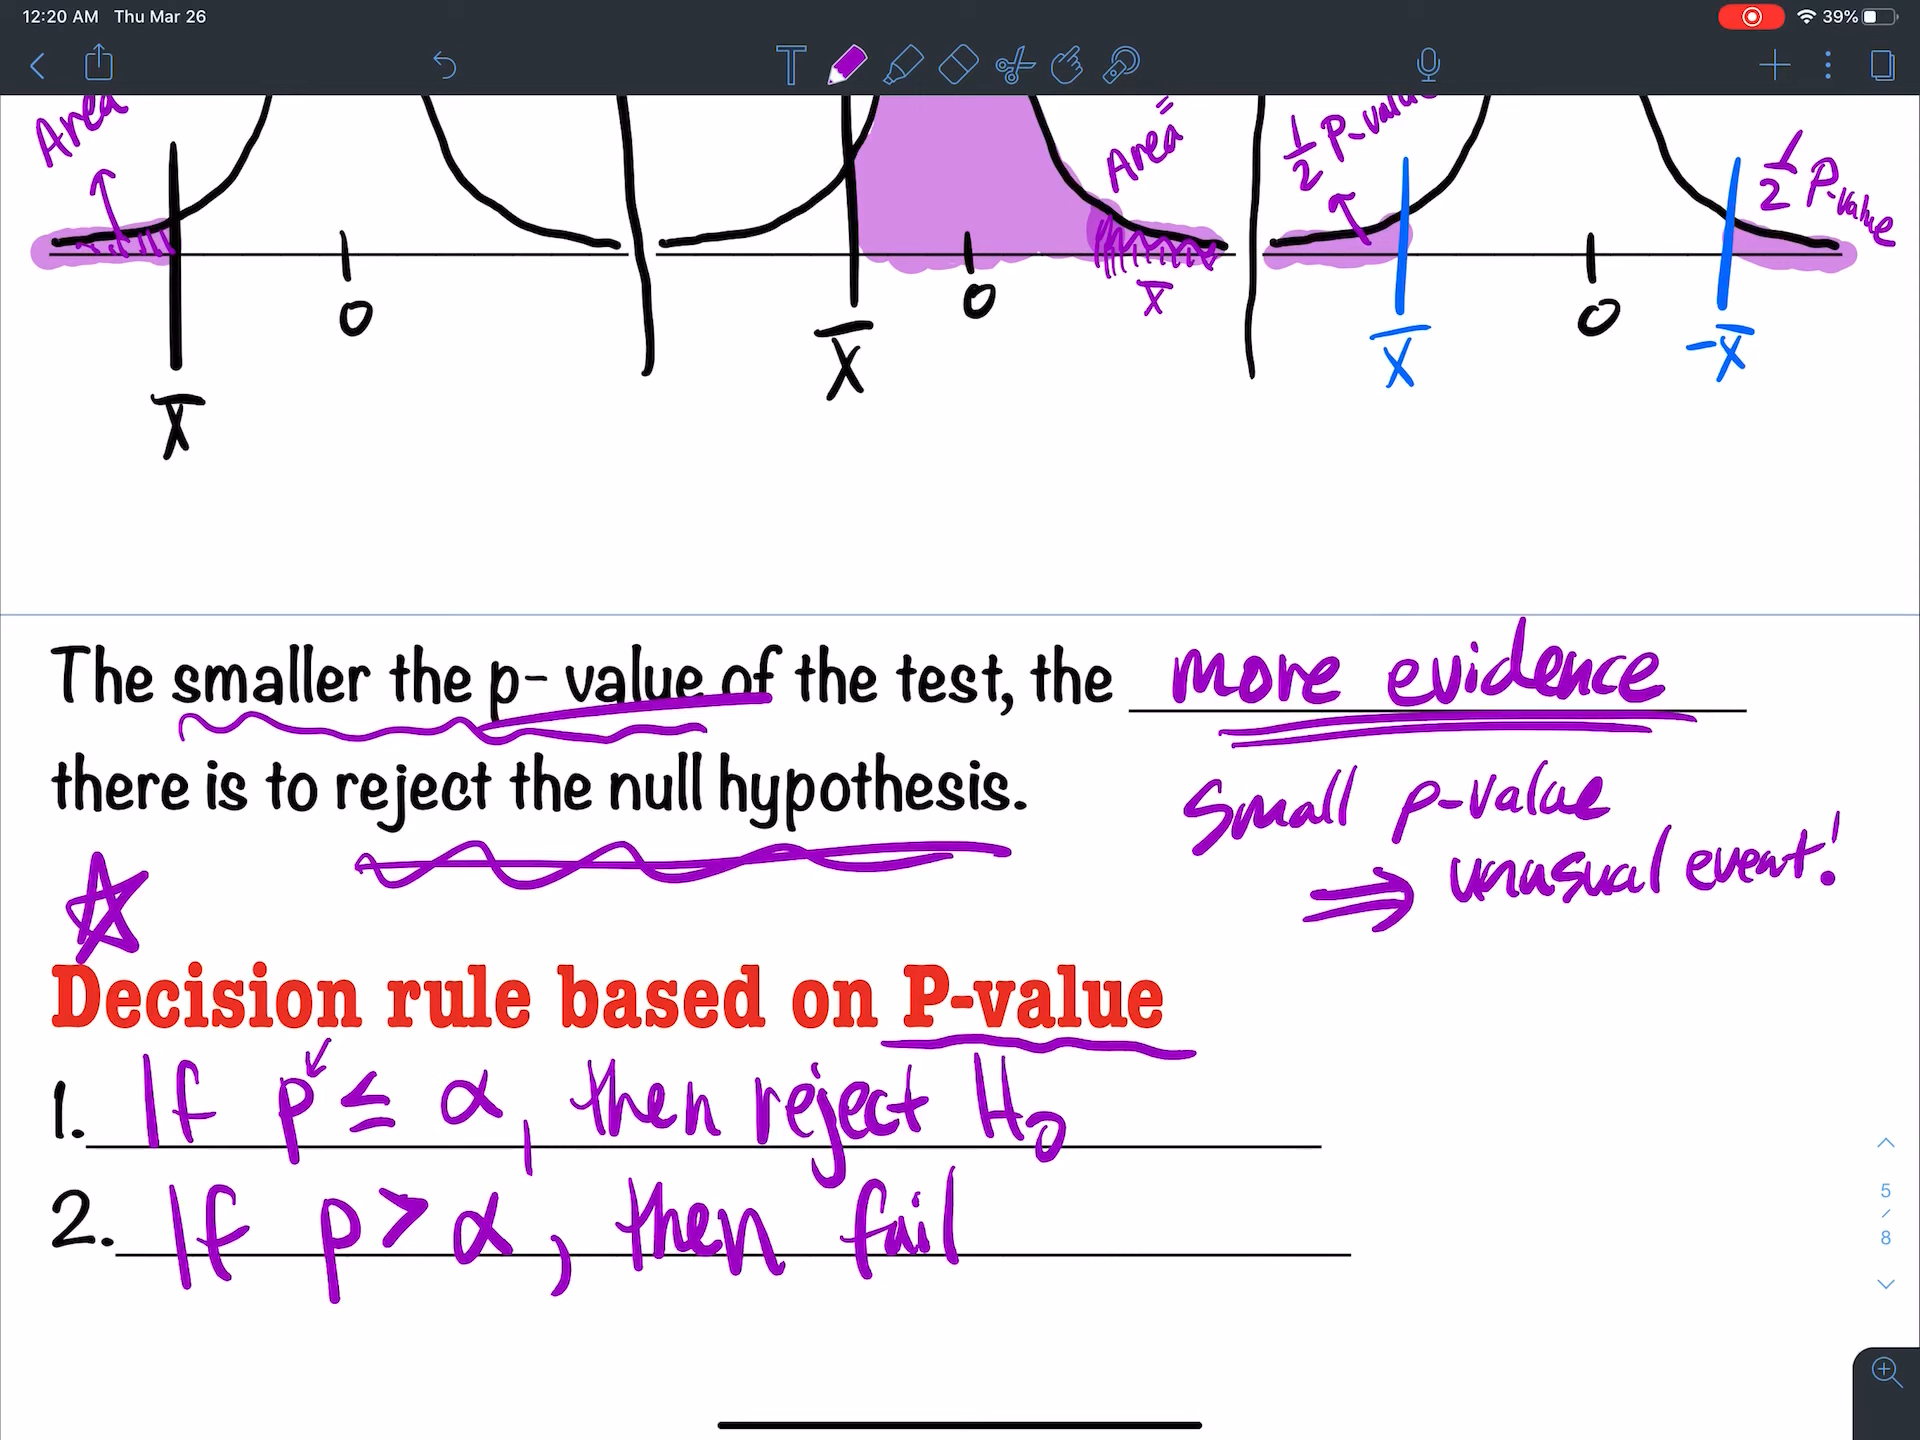 12:20 AM Thu Mar 26
39%
Area
Area =
1/2 P-value
1/2 P-value
0
0
x̄
0
x̄
x̄
x̄
-x̄
The smaller the p- value of the test, the more evidence
there is to reject the null hypothesis.
Small p-value
⇒ unusual event!
Decision rule based on P-value
1. If p ≤ α, then reject H₀
2. If p > α, then fail
5
/
8